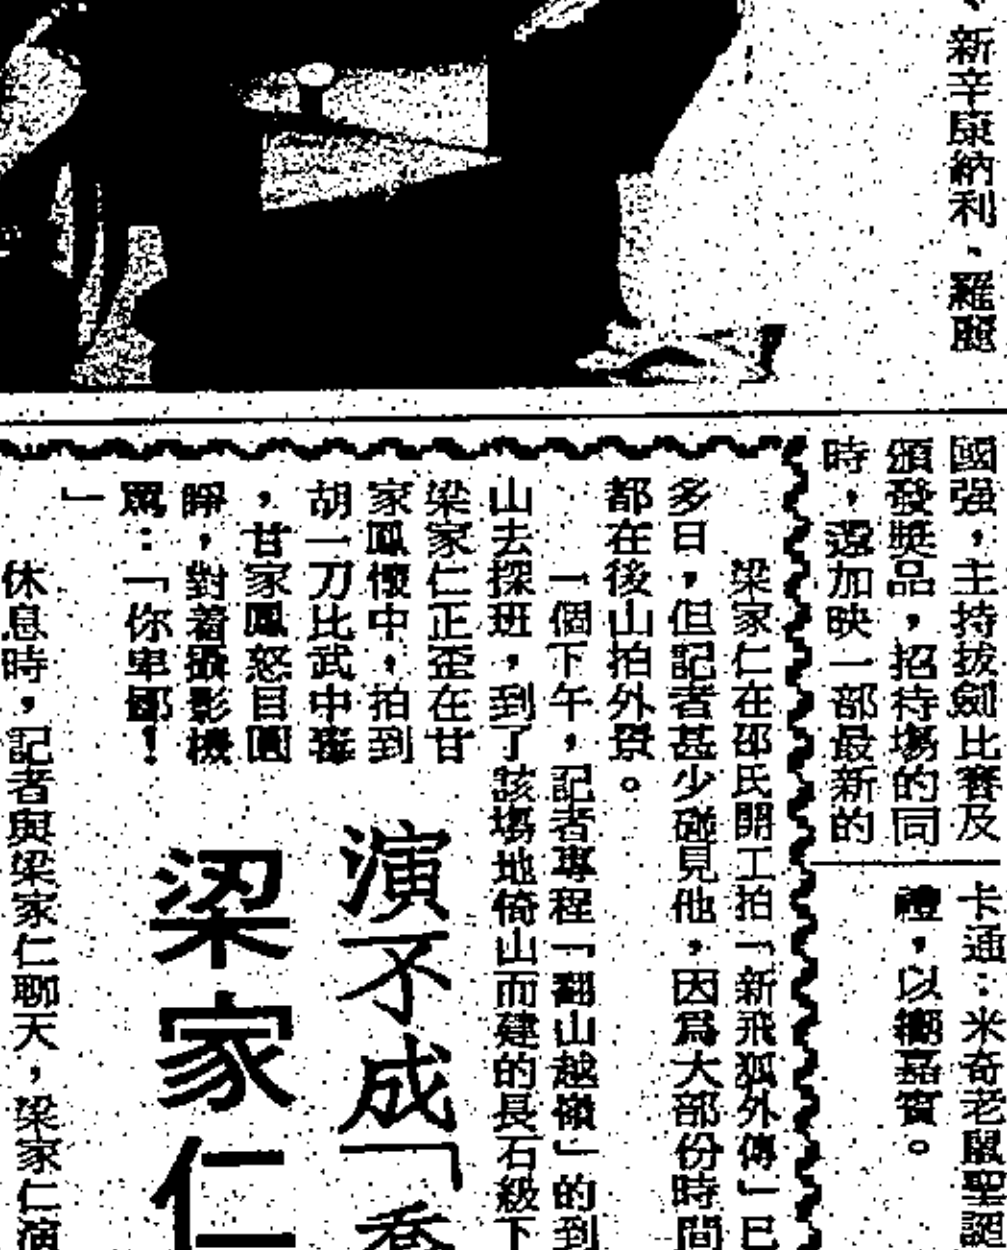 、新辛康納利、羅麗
國强，主持拔劍比賽及
頒發獎品，招待場的同
時，還加映一部最新的
卡通：米奇老鼠聖誕
禮，以嚮嘉賓。
梁家仁在邵氏開工拍「新飛狐外傳」已
多日，但記者甚少碰見他，因爲大部份時間
都在後山拍外景。
一個下午，記者專程「翻山越嶺」的到
山去探班，到了該場地倚山而建的長石級下
梁家仁正歪在甘
家鳳懷中，拍到
胡一刀比武中毒
，甘家鳳怒目圓
睜，對着攝影機
罵：「你卑鄙！
」
演不成「喬
梁家仁
休息時，記者與梁家仁聊天，梁家仁演